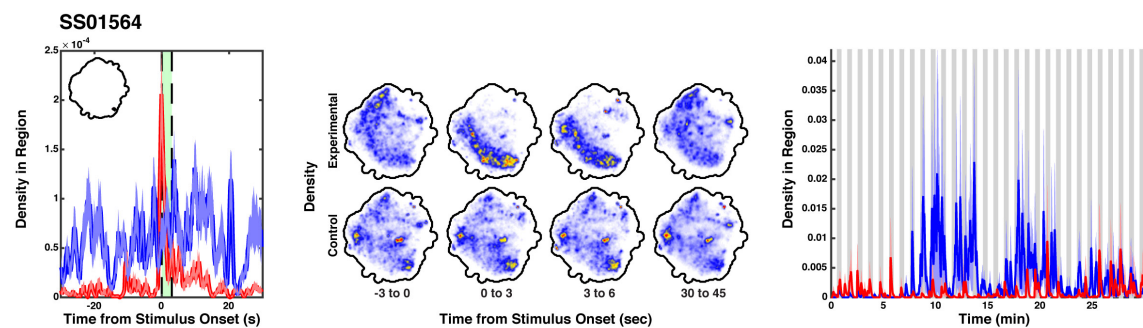 SS01564
× 10⁻⁴
2.5
2
1.5
1
0.5
0
-20
0
20
Density in Region
Time from Stimulus Onset (s)
Density
Experimental
Control
-3 to 0
0 to 3
3 to 6
30 to 45
Time from Stimulus Onset (sec)
Density in Region
0.04
0.035
0.03
0.025
0.02
0.015
0.01
0.005
0
0
5
10
15
20
25
Time (min)